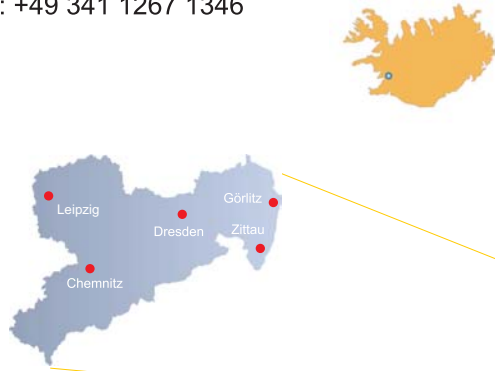 : +49 341 1267 1346
Görlitz
Leipzig
Zittau
Dresden
Chemnitz